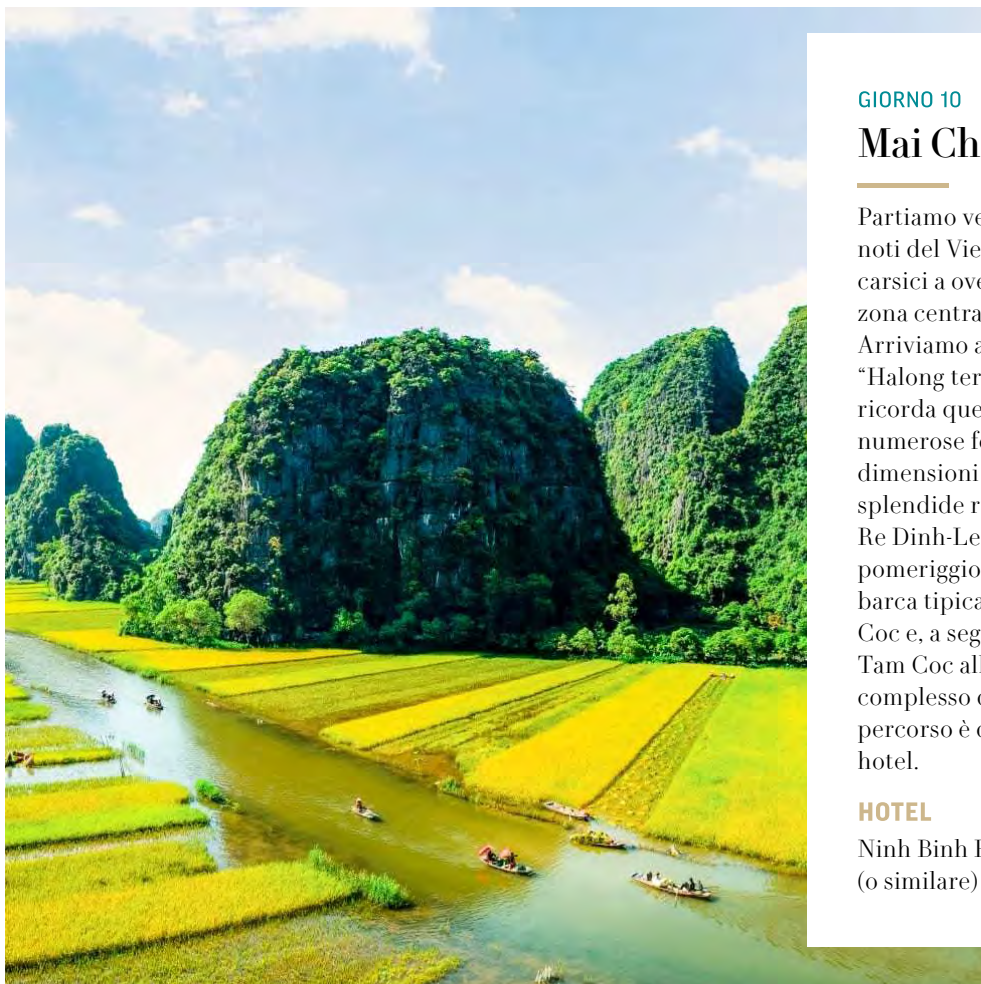 GIORNO 10
Mai Ch
Partiamo ve
noti del Vie
carsici a ove
zona centra
Arriviamo a
“Halong ter
ricorda que
numerose fo
dimensioni
splendide r
Re Dinh-Le
pomeriggio
barca tipica
Coc e, a seg
Tam Coc all
complesso
percorso è
hotel.
HOTEL
Ninh Binh
(o similare)